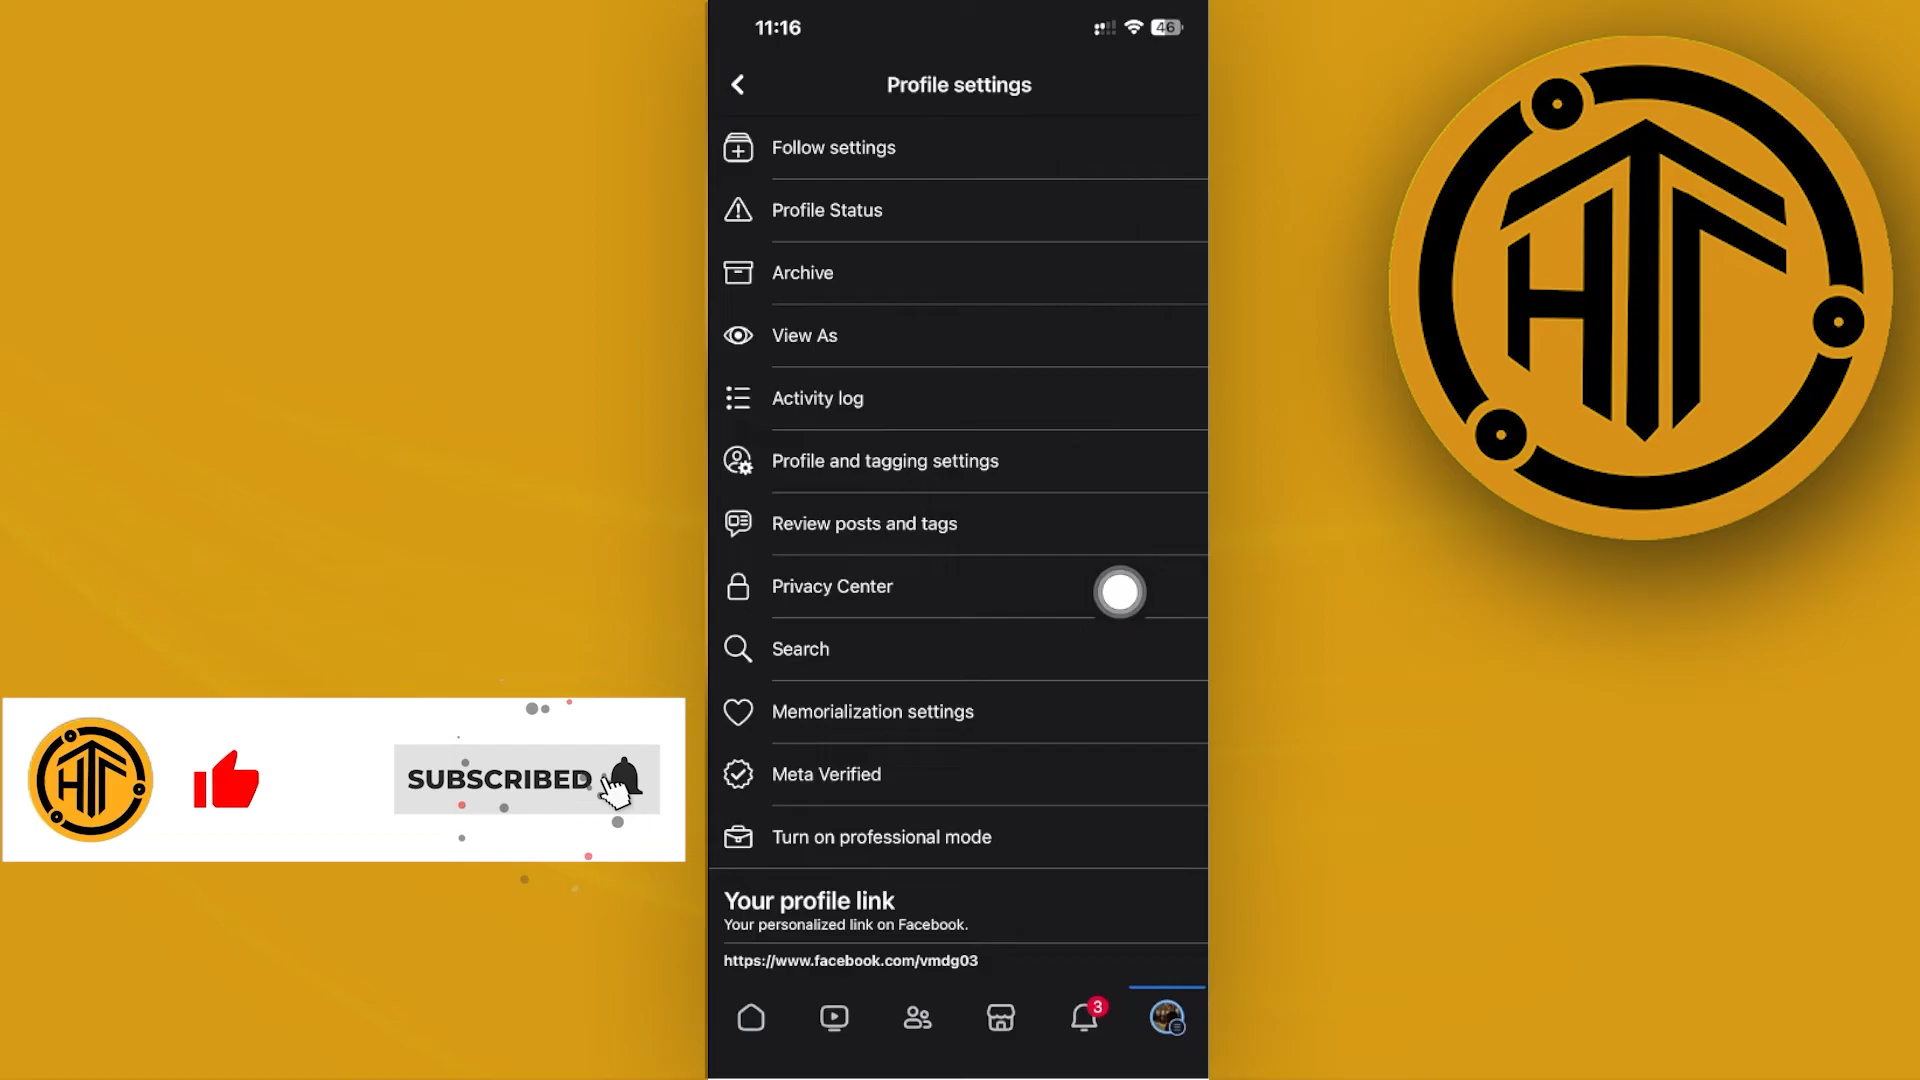 11:16
46
Profile settings
Follow settings
Profile Status
Archive
View As
Activity log
Profile and tagging settings
Review posts and tags
Privacy Center
Search
Memorialization settings
Meta Verified
Turn on professional mode
Your profile link
Your personalized link on Facebook.
https://www.facebook.com/vmdg03
3
HT
HT
SUBSCRIBED